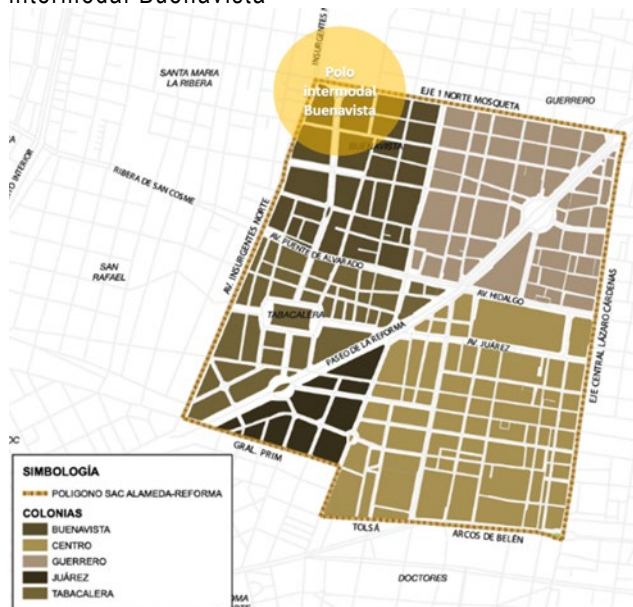 Intermodal Buenavista
INSURGENTES N
Polo
intermodal
Buenavista
SANTA MARIA
LA RIBERA
EJE 1 NORTE MOSQUETA
GUERRERO
BUENAVISTA
RIBERA DE SAN COSME
SAN
RAFAEL
AV. INSURGENTES NORTE
AV. PUENTE DE ALVARADO
AV. HIDALGO
TABACALERA
PASEO DE LA REFORMA
AV. JUÁREZ
EJE CENTRAL LÁZARO CÁRDENAS
GRAL. PRIM
TOLSÁ
ARCOS DE BELÉN
DOCTORES
SIMBOLOGÍA
POLIGONO SAC ALAMEDA-REFORMA
COLONIAS
BUENAVISTA
CENTRO
GUERRERO
JUÁREZ
TABACALERA